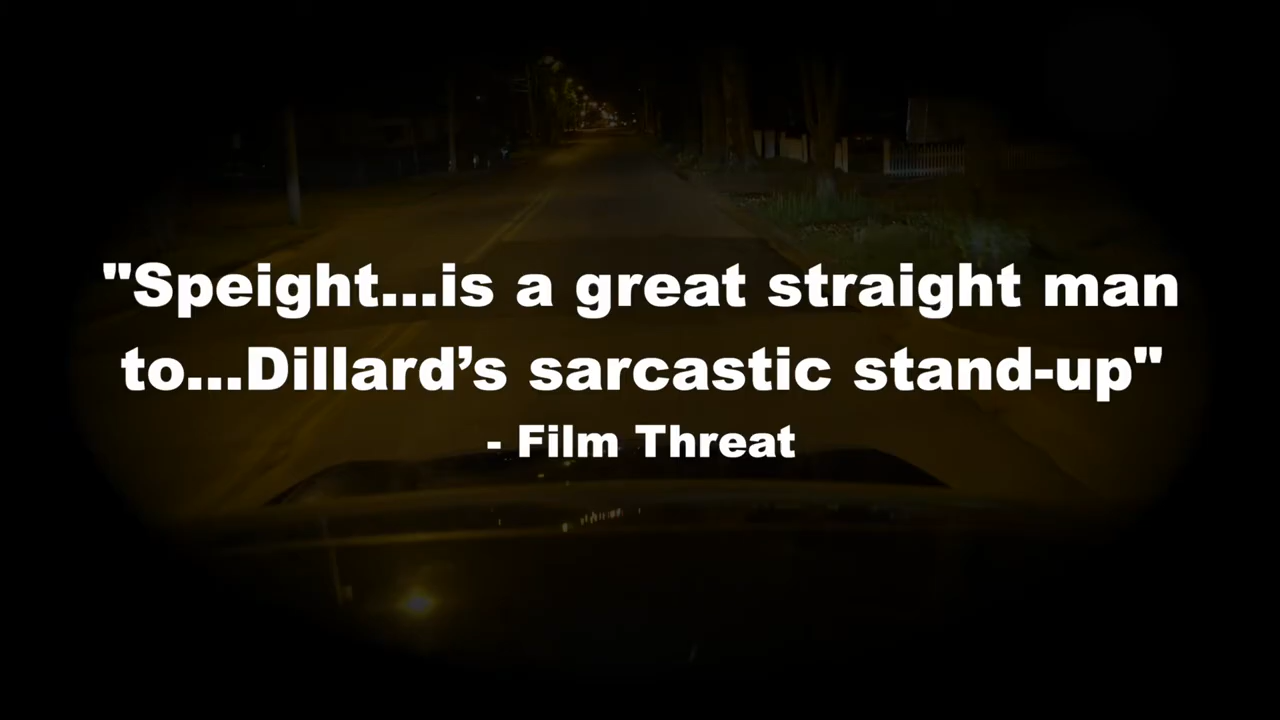 "Speight...is a great straight man
to...Dillard’s sarcastic stand-up"
- Film Threat